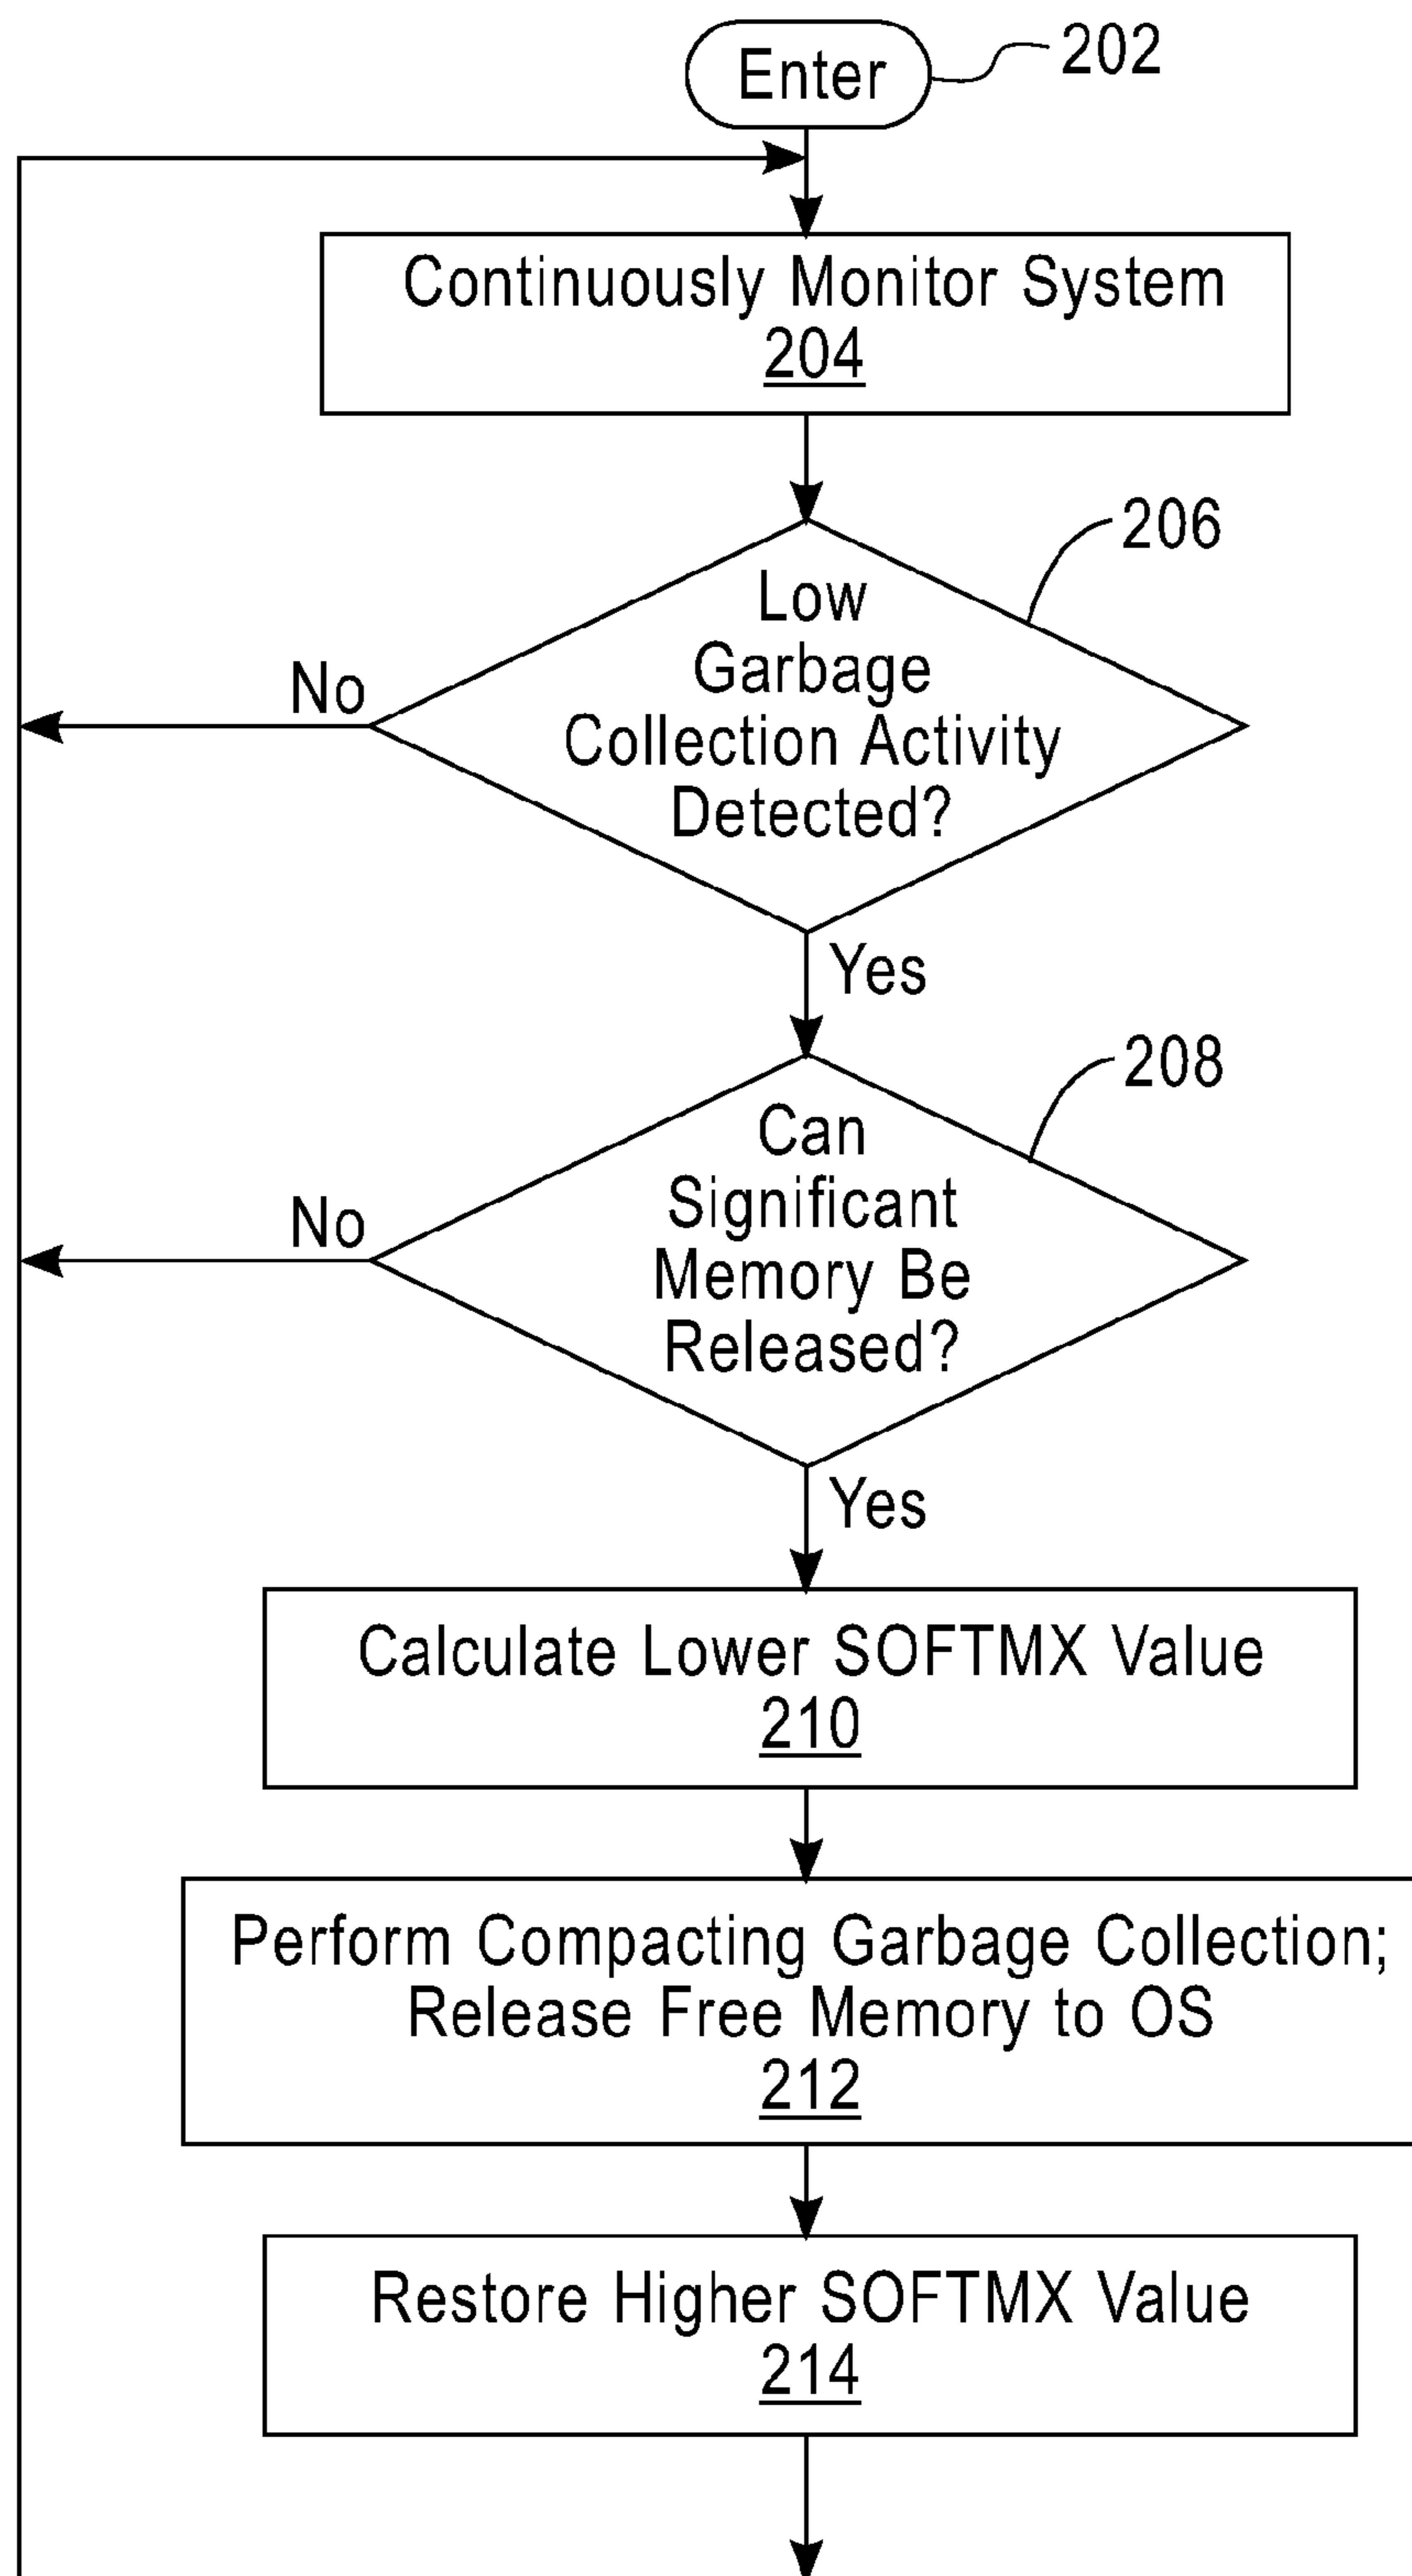 Enter
202
Continuously Monitor System
204
206
Low
Garbage
Collection Activity
Detected?
No
Yes
208
Can
Significant
Memory Be
Released?
No
Yes
Calculate Lower SOFTMX Value
210
Perform Compacting Garbage Collection;
Release Free Memory to OS
212
Restore Higher SOFTMX Value
214